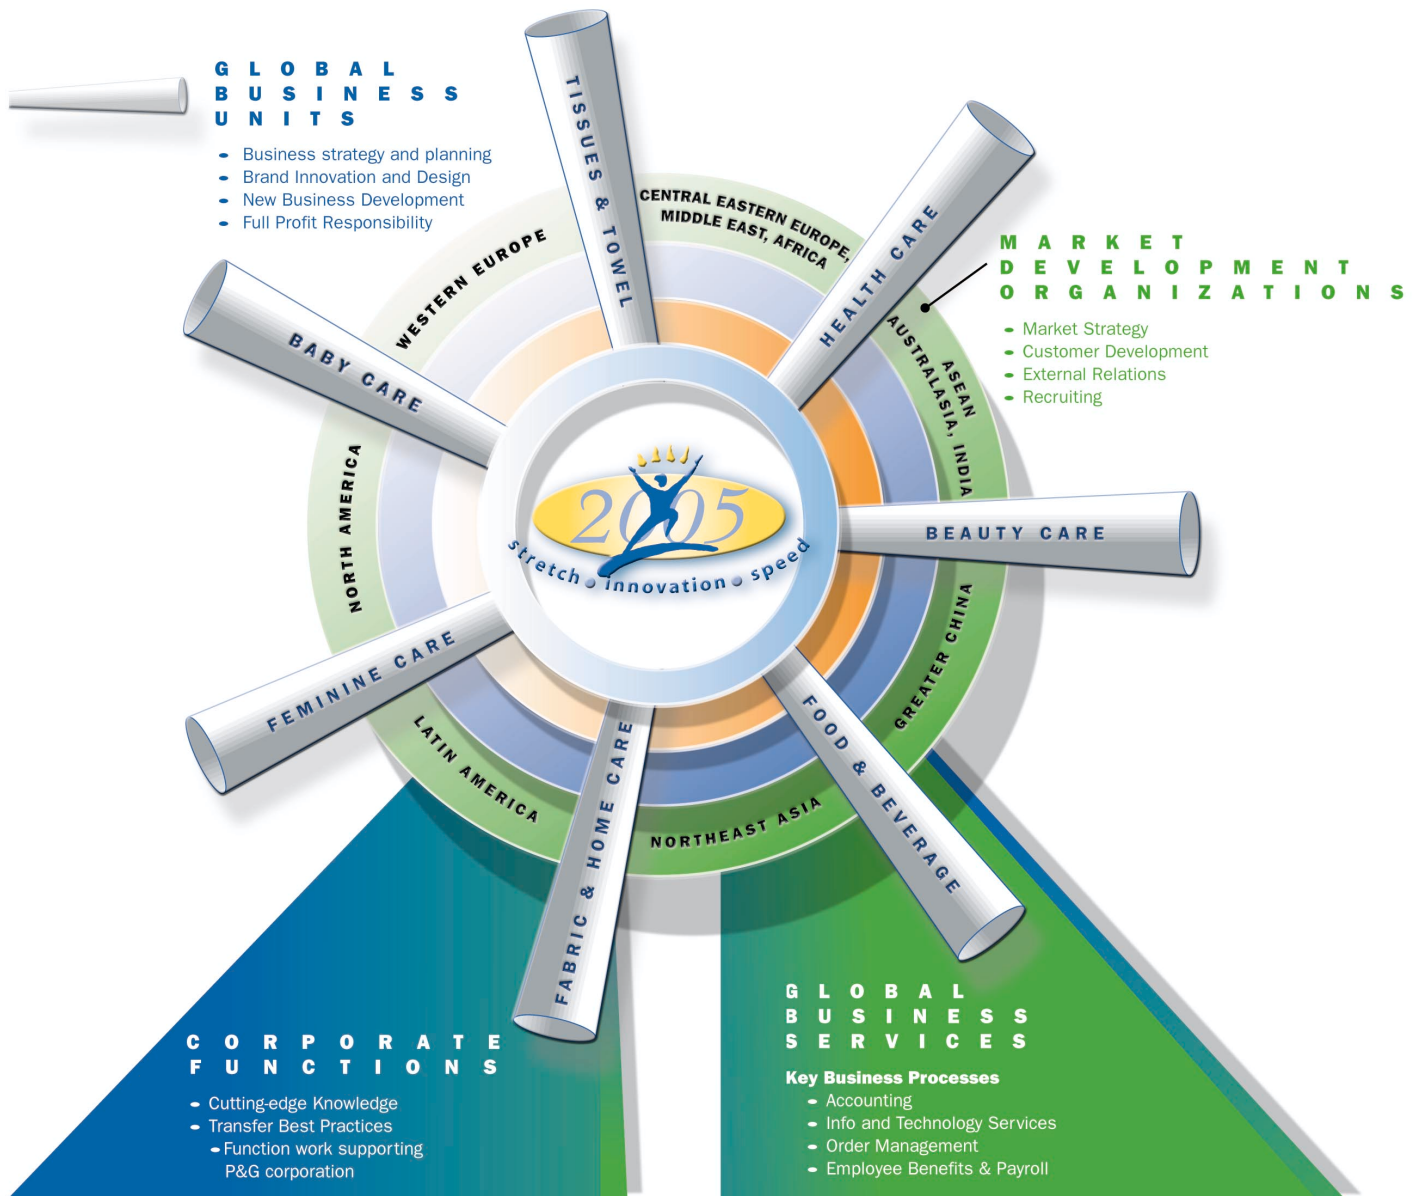 GLOBAL
BUSINESS
UNITS
• Business strategy and planning
• Brand Innovation and Design
• New Business Development
• Full Profit Responsibility
TISSUES & TOWEL
CENTRAL EASTERN EUROPE,
MIDDLE EAST, AFRICA
HEALTH CARE
MARKET
DEVELOPMENT
ORGANIZATIONS
• Market Strategy
• Customer Development
• External Relations
• Recruiting
WESTERN EUROPE
BABY CARE
ASEAN
AUSTRALASIA, INDIA
NORTH AMERICA
BEAUTY CARE
2005
stretch • innovation • speed
GREATER CHINA
FEMININE CARE
LATIN AMERICA
FABRIC & HOME CARE
NORTHEAST ASIA
FOOD & BEVERAGE
CORPORATE
FUNCTIONS
• Cutting-edge Knowledge
• Transfer Best Practices
• Function work supporting
P&G corporation
GLOBAL
BUSINESS
SERVICES
Key Business Processes
• Accounting
• Info and Technology Services
• Order Management
• Employee Benefits & Payroll